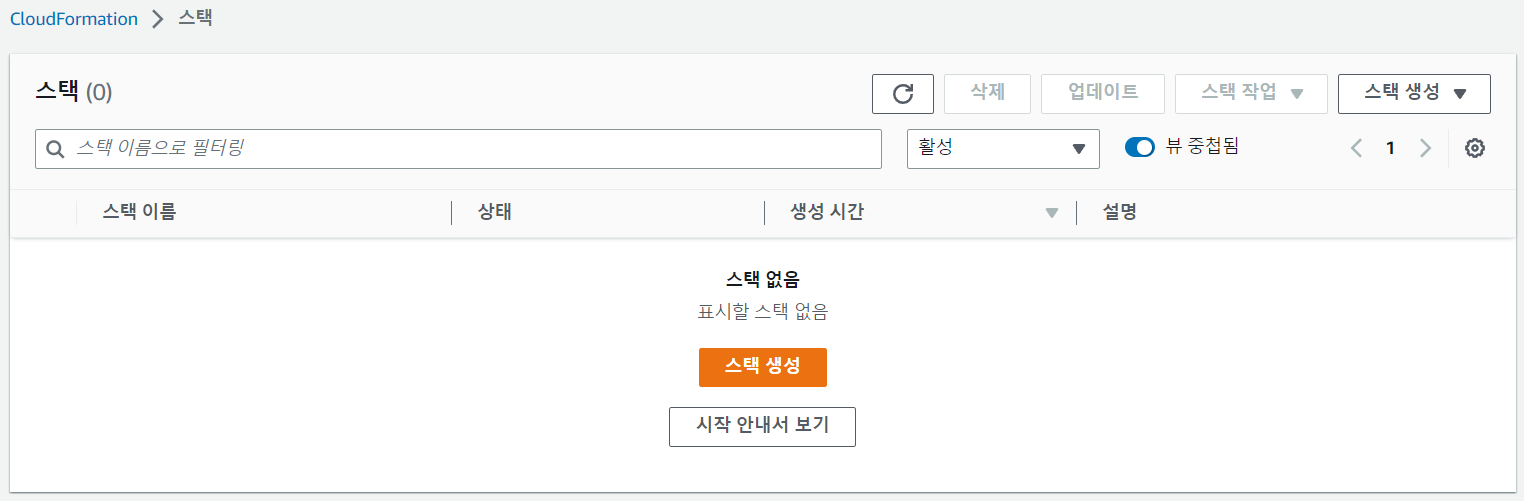 CloudFormation > 스택
스택 (0) 삭제 업데이트 스택 작업 스택 생성
스택 이름으로 필터링 활성 뷰 중첩됨 1
스택 이름 상태 생성 시간 설명
스택 없음
표시할 스택 없음
스택 생성
시작 안내서 보기